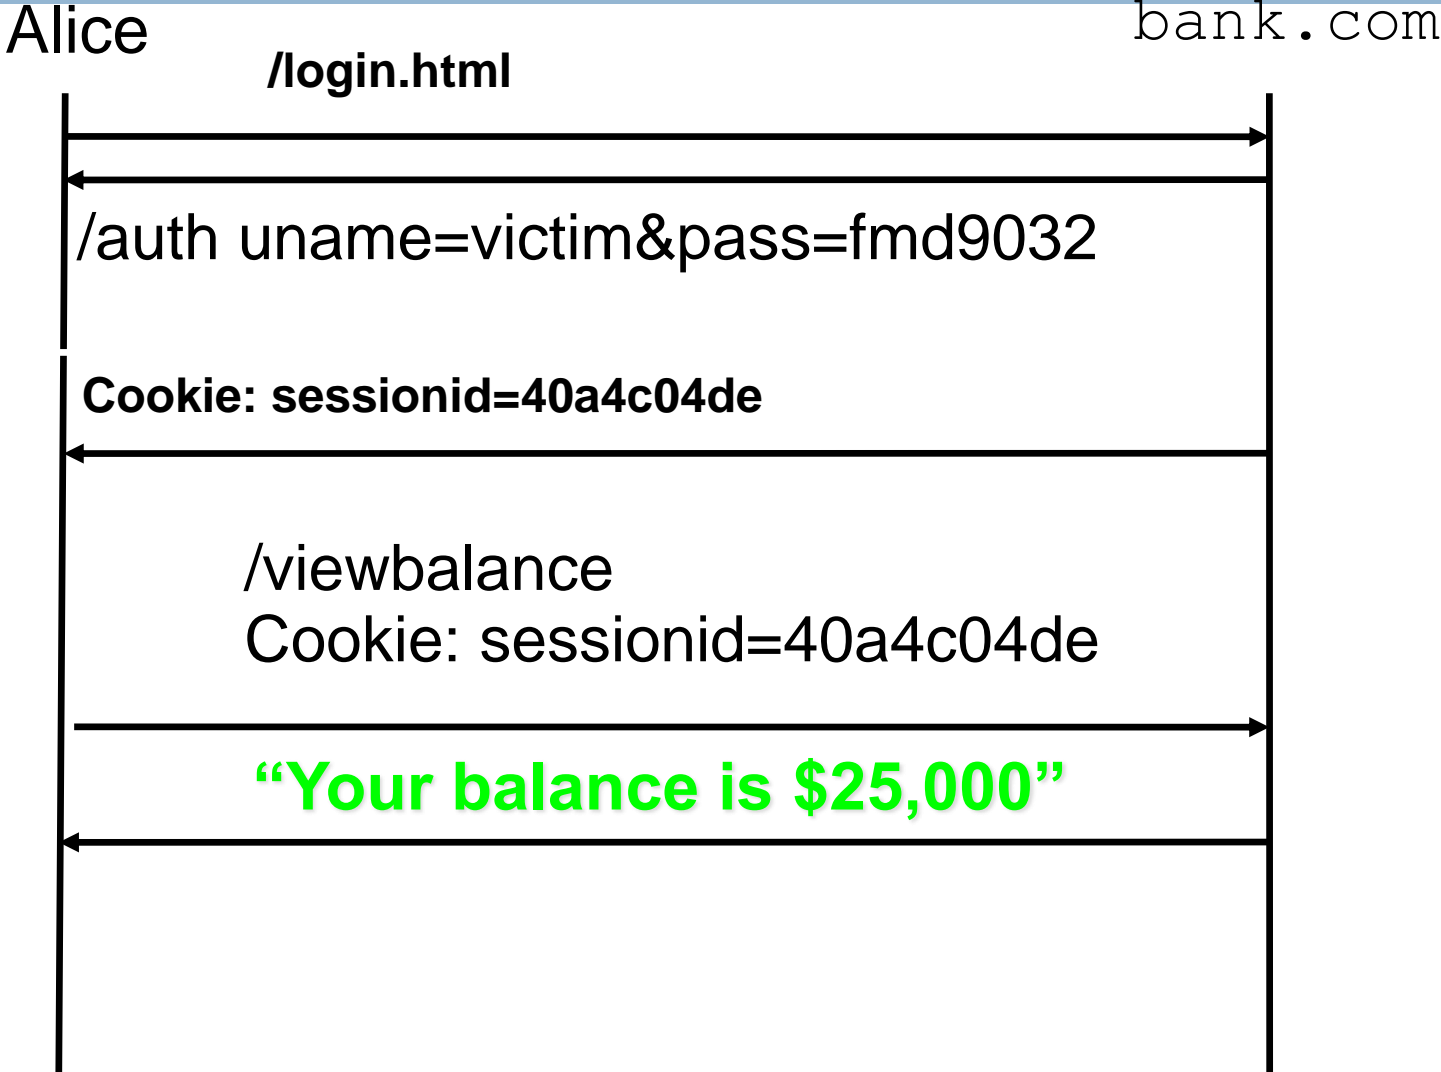 Alice
bank.com
/login.html
/auth uname=victim&pass=fmd9032
Cookie: sessionid=40a4c04de
/viewbalance
Cookie: sessionid=40a4c04de
“Your balance is $25,000”